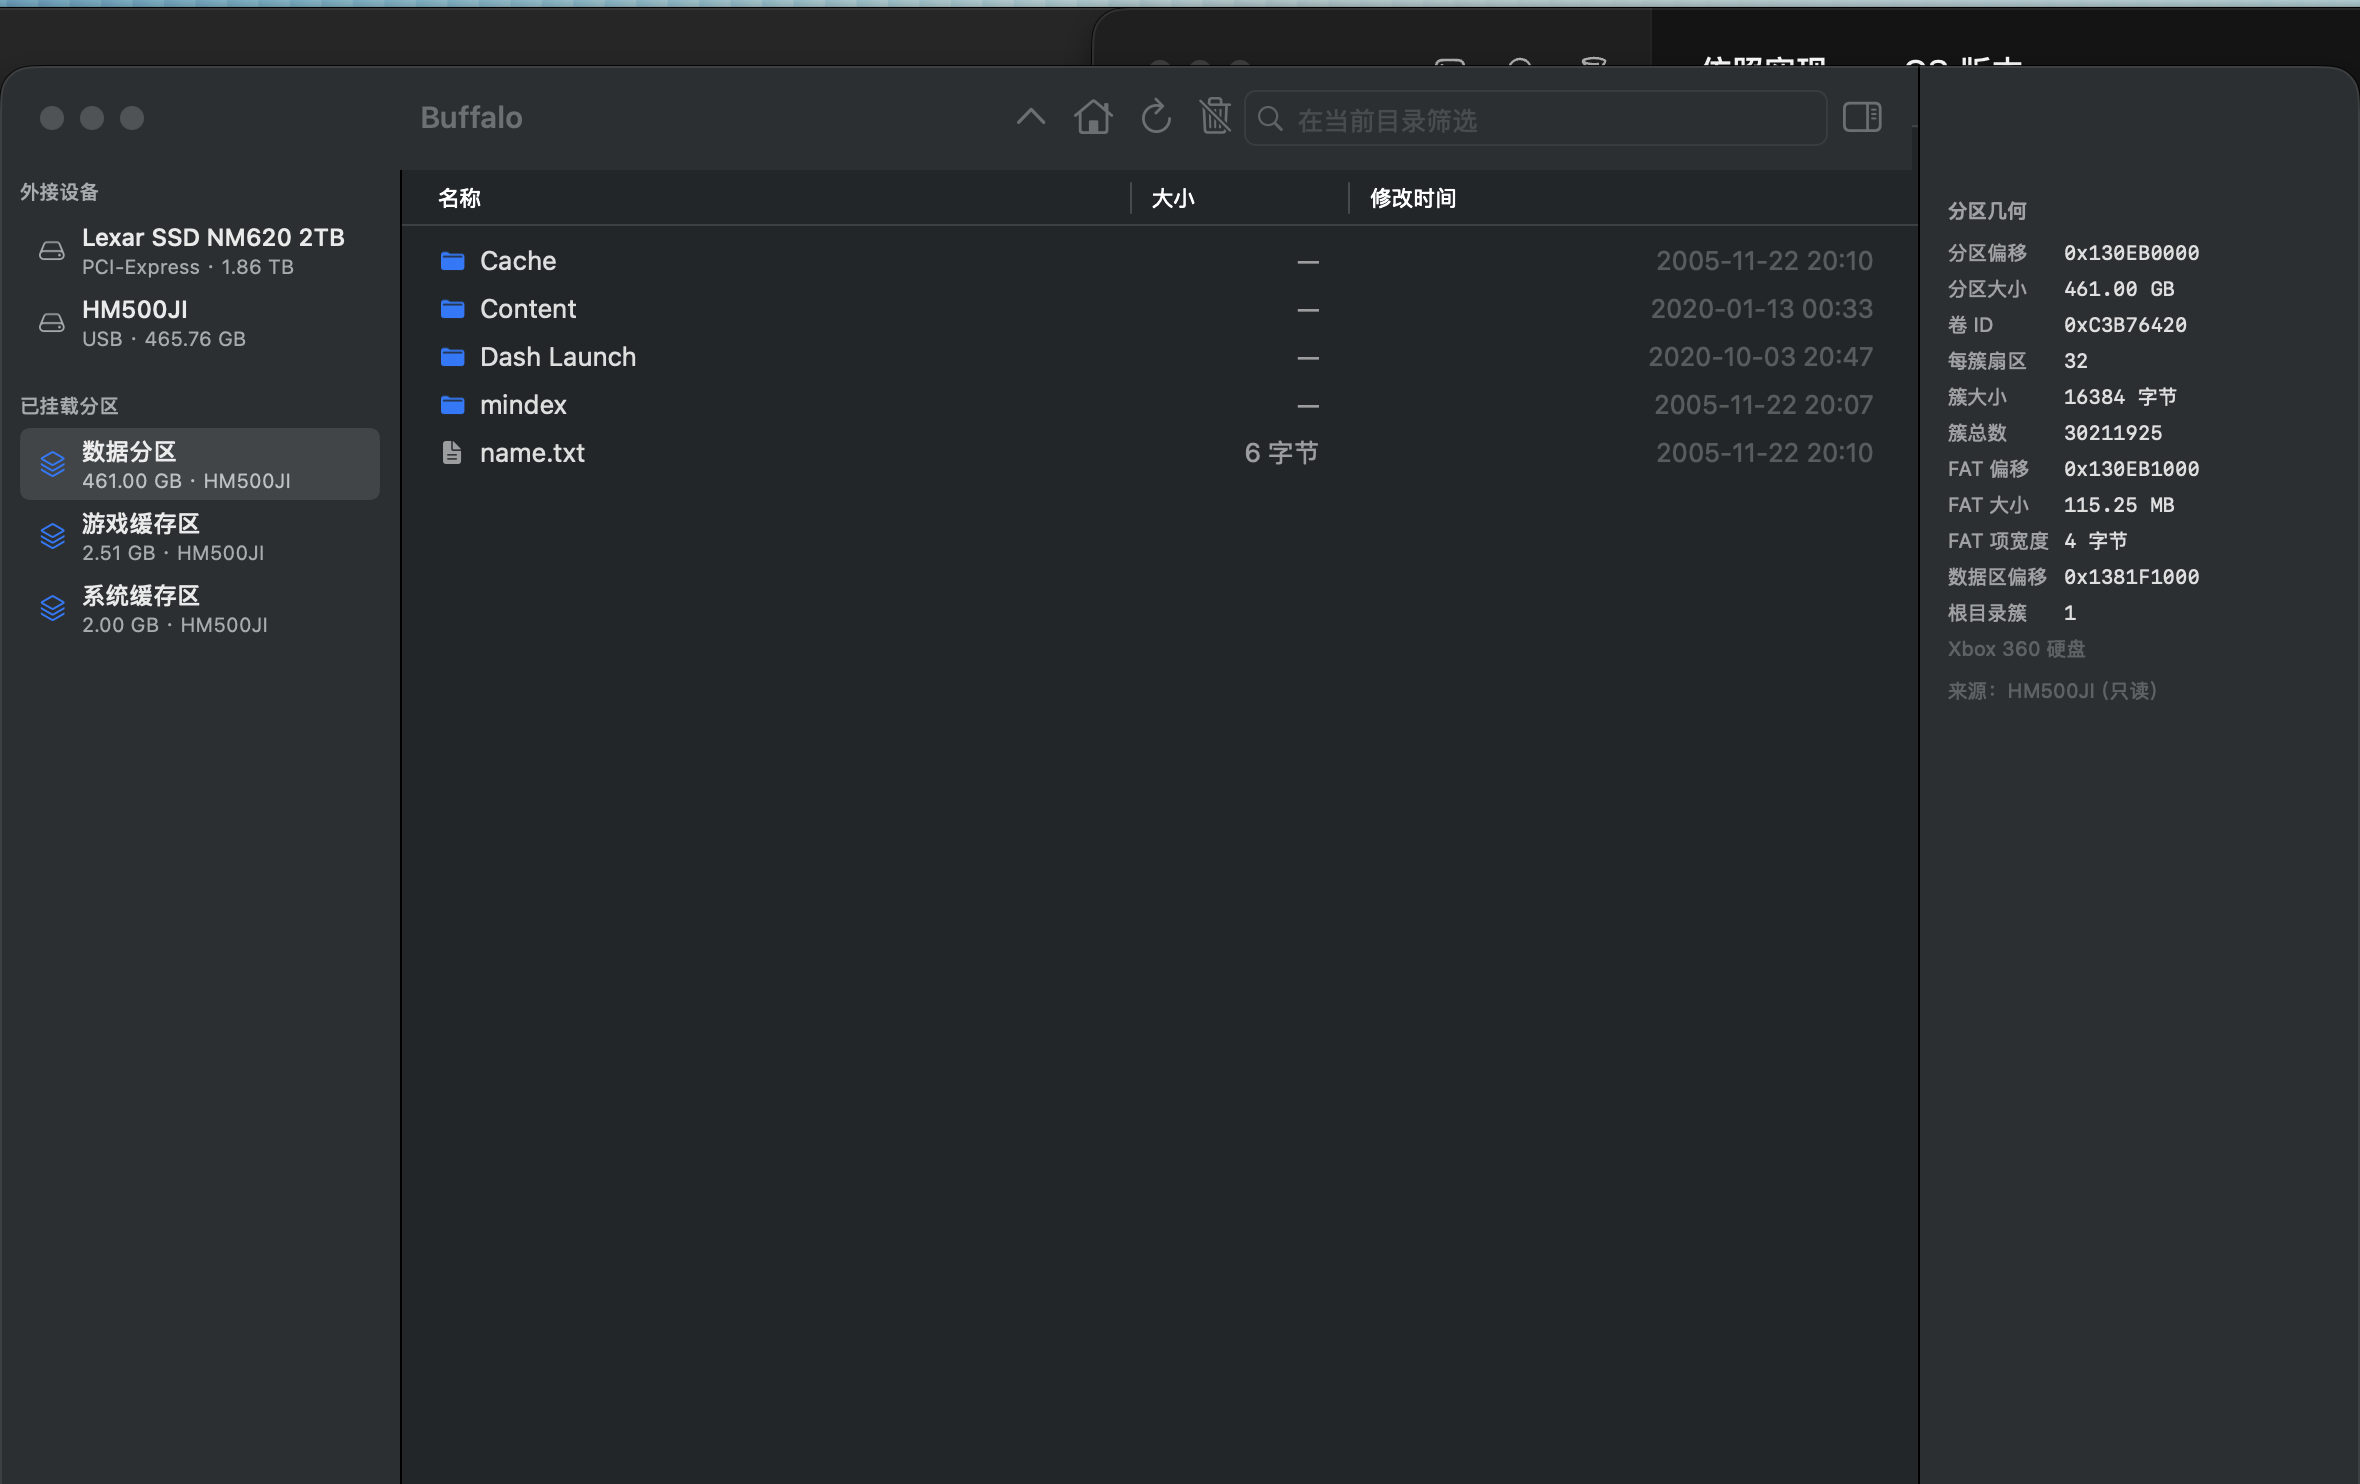 Buffalo
在当前目录筛选
外接设备
Lexar SSD NM620 2TB
PCI-Express · 1.86 TB
HM500JI
USB · 465.76 GB
已挂载分区
数据分区
461.00 GB · HM500JI
游戏缓存区
2.51 GB · HM500JI
系统缓存区
2.00 GB · HM500JI
名称 大小 修改时间
Cache — 2005-11-22 20:10
Content — 2020-01-13 00:33
Dash Launch — 2020-10-03 20:47
mindex — 2005-11-22 20:07
name.txt 6 字节 2005-11-22 20:10
分区几何
分区偏移 0x130EB0000
分区大小 461.00 GB
卷 ID 0xC3B76420
每簇扇区 32
簇大小 16384 字节
簇总数 30211925
FAT 偏移 0x130EB1000
FAT 大小 115.25 MB
FAT 项宽度 4 字节
数据区偏移 0x1381F1000
根目录簇 1
Xbox 360 硬盘
来源：HM500JI (只读)